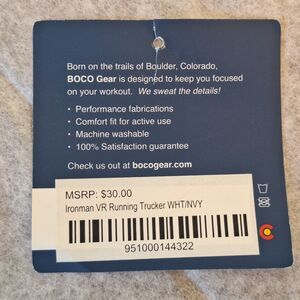 Born on the trails of Boulder, Colorado,
BOCO Gear is designed to keep you focused
on your workout. We sweat the details!
• Performance fabrications
• Comfort fit for active use
• Machine washable
• 100% Satisfaction guarantee
Check us out at bocogear.com
MSRP: $30.00
Ironman VR Running Trucker WHT/NVY
951000144322